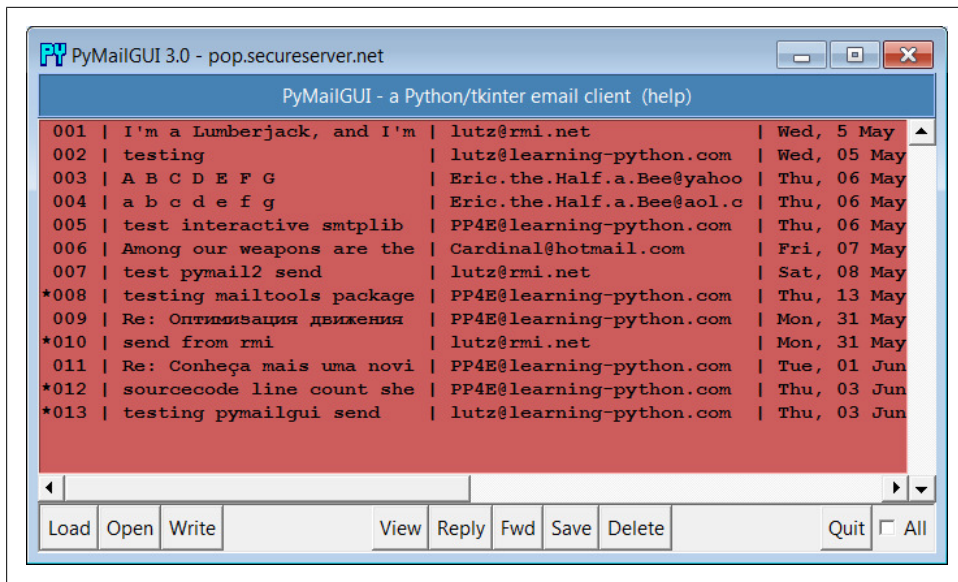 PY PyMailGUI 3.0 - pop.secureserver.net
PyMailGUI - a Python/tkinter email client (help)
001 | I'm a Lumberjack, and I'm | lutz@rmi.net | Wed, 5 May
002 | testing | lutz@learning-python.com | Wed, 05 May
003 | A B C D E F G | Eric.the.Half.a.Bee@yahoo | Thu, 06 May
004 | a b c d e f g | Eric.the.Half.a.Bee@aol.c | Thu, 06 May
005 | test interactive smtplib | PP4E@learning-python.com | Thu, 06 May
006 | Among our weapons are the | Cardinal@hotmail.com | Fri, 07 May
007 | test pymail2 send | lutz@rmi.net | Sat, 08 May
*008 | testing mailtools package | PP4E@learning-python.com | Thu, 13 May
009 | Re: Оптимизация движения | PP4E@learning-python.com | Mon, 31 May
*010 | send from rmi | lutz@rmi.net | Mon, 31 May
011 | Re: Conheça mais uma novi | PP4E@learning-python.com | Tue, 01 Jun
*012 | sourcecode line count she | PP4E@learning-python.com | Thu, 03 Jun
*013 | testing pymailgui send | lutz@learning-python.com | Thu, 03 Jun
Load Open Write View Reply Fwd Save Delete Quit All